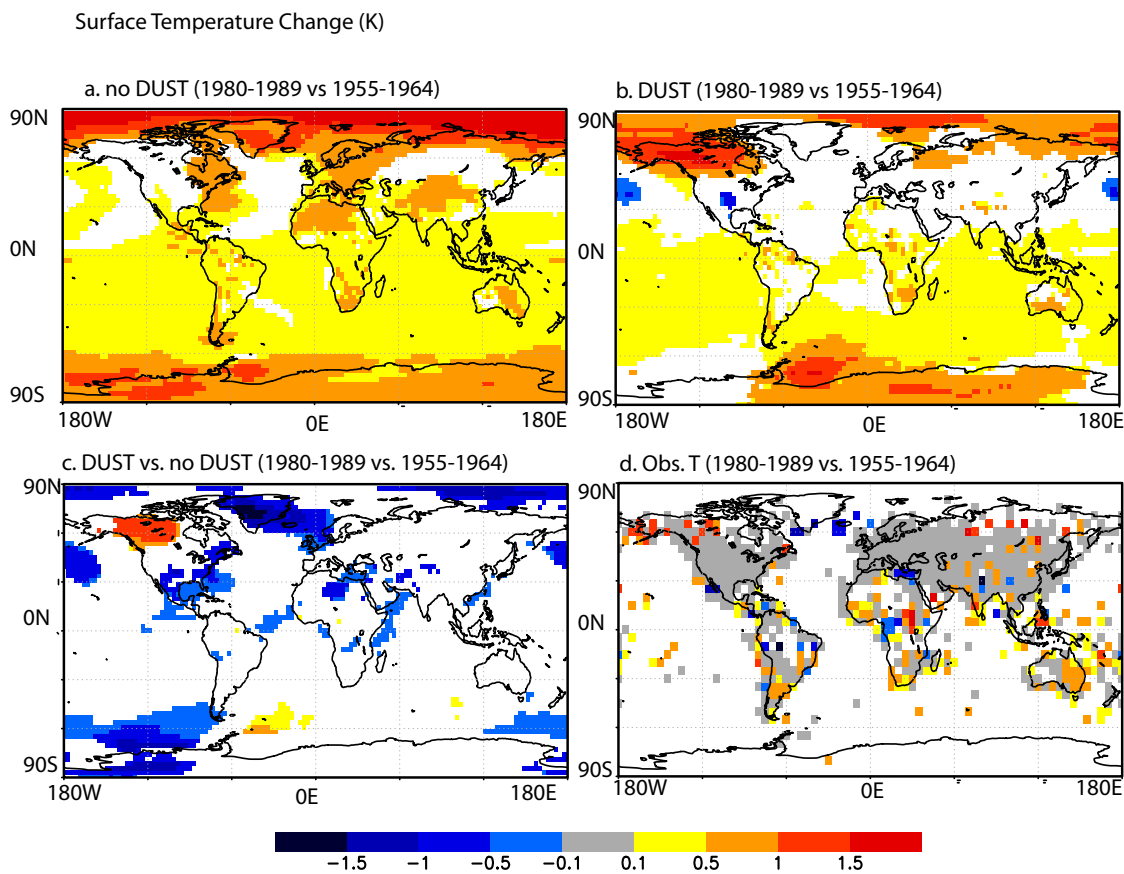 Surface Temperature Change (K)
a. no DUST (1980-1989 vs 1955-1964)
b. DUST (1980-1989 vs 1955-1964)
90N
0N
90S
180W
0E
180E
90N
0N
90S
180W
0E
180E
c. DUST vs. no DUST (1980-1989 vs. 1955-1964)
d. Obs. T (1980-1989 vs. 1955-1964)
90N
0N
90S
180W
0E
180E
90N
0N
90S
180W
0E
180E
−1.5 −1 −0.5 −0.1 0.1 0.5 1 1.5